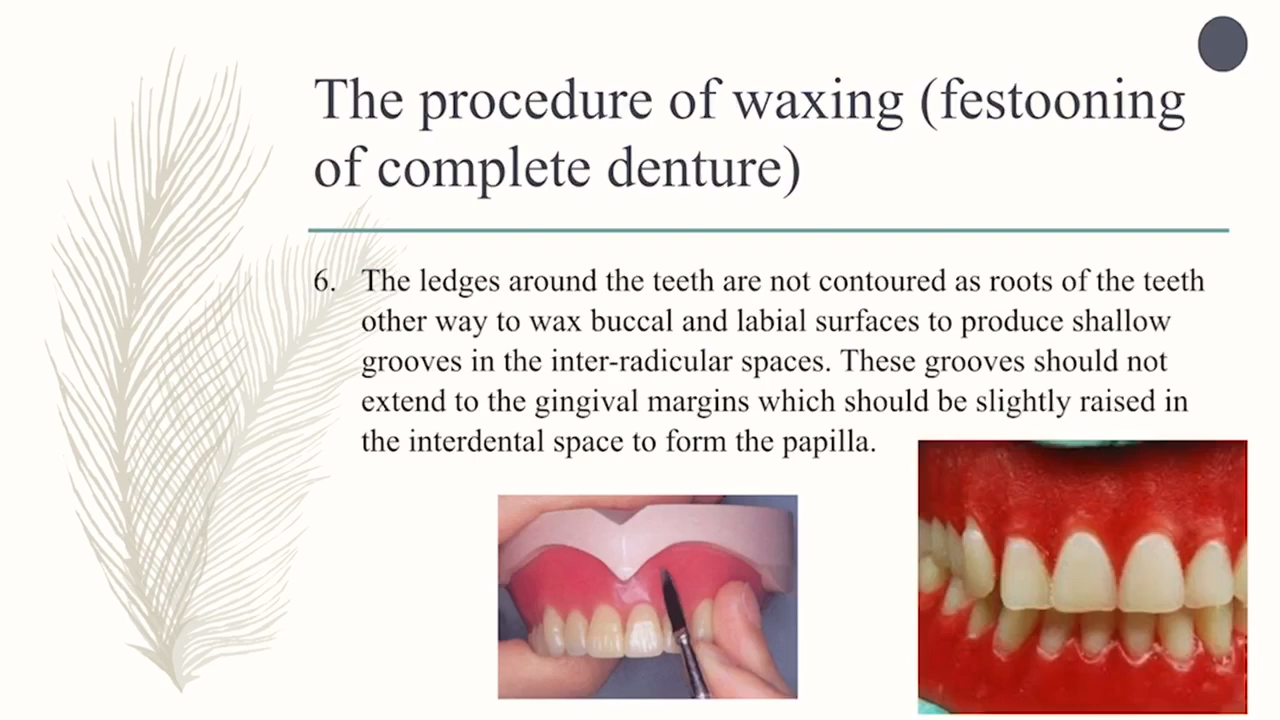 The procedure of waxing (festooning
of complete denture)
6. The ledges around the teeth are not contoured as roots of the teeth
other way to wax buccal and labial surfaces to produce shallow
grooves in the inter-radicular spaces. These grooves should not
extend to the gingival margins which should be slightly raised in
the interdental space to form the papilla.